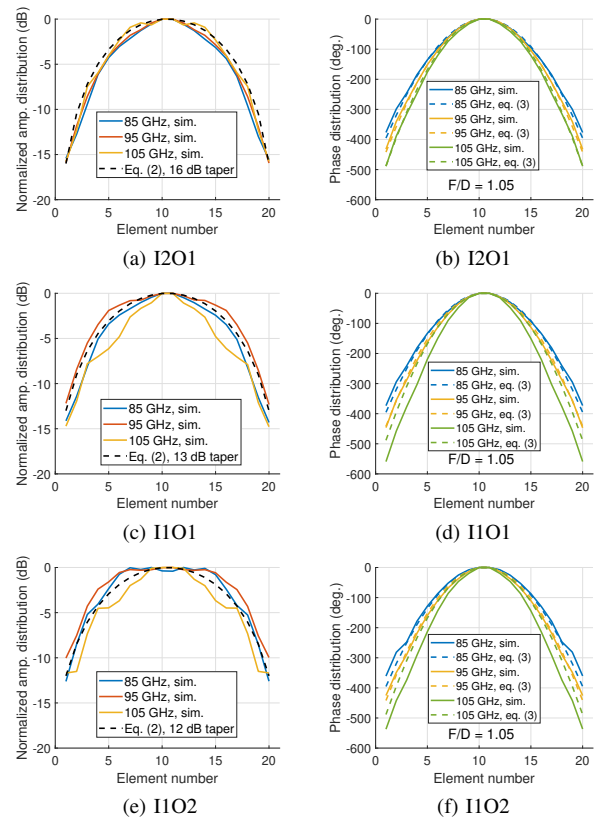 Normalized amp. distribution (dB)
0
-5
-10
-15
-20
85 GHz, sim.
95 GHz, sim.
105 GHz, sim.
Eq. (2), 16 dB taper
0 5 10 15 20
Element number
(a) I2O1
Phase distribution (deg.)
0
-100
-200
-300
-400
-500
-600
85 GHz, sim.
85 GHz, eq. (3)
95 GHz, sim.
95 GHz, eq. (3)
105 GHz, sim.
105 GHz, eq. (3)
F/D = 1.05
0 5 10 15 20
Element number
(b) I2O1
Normalized amp. distribution (dB)
0
-5
-10
-15
-20
85 GHz, sim.
95 GHz, sim.
105 GHz, sim.
Eq. (2), 13 dB taper
0 5 10 15 20
Element number
(c) I1O1
Phase distribution (deg.)
0
-100
-200
-300
-400
-500
-600
85 GHz, sim.
85 GHz, eq. (3)
95 GHz, sim.
95 GHz, eq. (3)
105 GHz, sim.
105 GHz, eq. (3)
F/D = 1.05
0 5 10 15 20
Element number
(d) I1O1
Normalized amp. distribution (dB)
0
-5
-10
-15
-20
85 GHz, sim.
95 GHz, sim.
105 GHz, sim.
Eq. (2), 12 dB taper
0 5 10 15 20
Element number
(e) I1O2
Phase distribution (deg.)
0
-100
-200
-300
-400
-500
-600
85 GHz, sim.
85 GHz, eq. (3)
95 GHz, sim.
95 GHz, eq. (3)
105 GHz, sim.
105 GHz, eq. (3)
F/D = 1.05
0 5 10 15 20
Element number
(f) I1O2